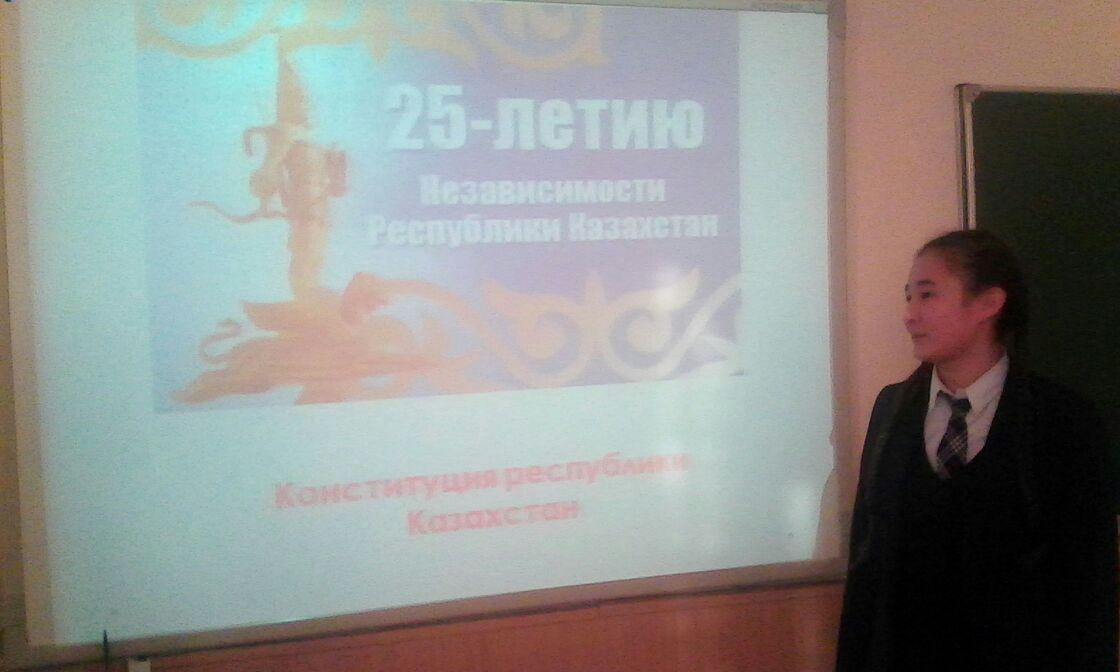 25-летию
Независимости
Республики Казахстан
Конституция республики
Казахстан